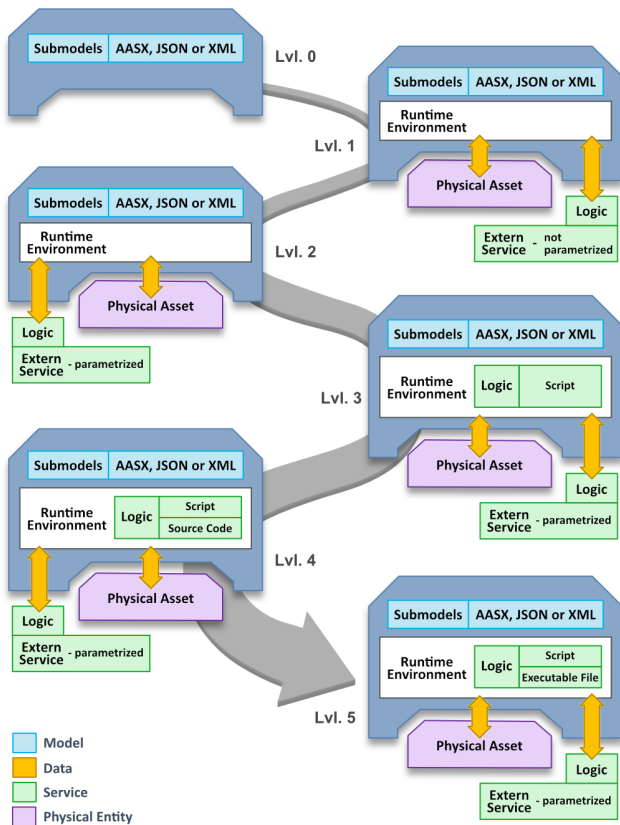 Submodels AASX, JSON or XML
Lvl. 0
Submodels AASX, JSON or XML
Runtime
Environment
Lvl. 1
Physical Asset
Logic
Extern
Service - not
parametrized
Submodels AASX, JSON or XML
Runtime
Environment
Lvl. 2
Physical Asset
Logic
Extern
Service - parametrized
Submodels AASX, JSON or XML
Runtime
Environment
Logic Script
Lvl. 3
Physical Asset
Logic
Extern
Service - parametrized
Submodels AASX, JSON or XML
Runtime
Environment
Logic
Script
Source Code
Lvl. 4
Physical Asset
Logic
Extern
Service - parametrized
Submodels AASX, JSON or XML
Runtime
Environment
Logic
Script
Executable File
Lvl. 5
Physical Asset
Logic
Extern
Service - parametrized
Model
Data
Service
Physical Entity